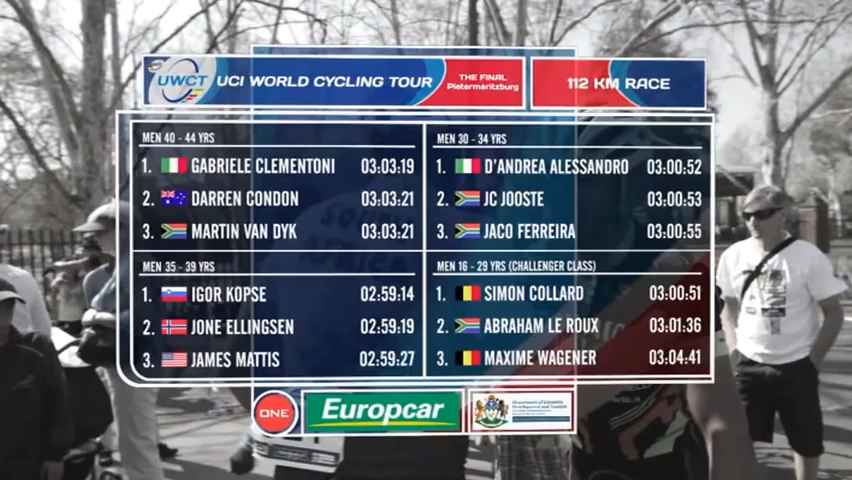 UWCT
UCI WORLD CYCLING TOUR
THE FINAL
Pietermaritzburg
112 KM RACE
MEN 40 - 44 YRS
1. GABRIELE CLEMENTONI 03:03:19
2. DARREN CONDON 03:03:21
3. MARTIN VAN DYK 03:03:21
MEN 30 - 34 YRS
1. D'ANDREA ALESSANDRO 03:00:52
2. JC JOOSTE 03:00:53
3. JACO FERREIRA 03:00:55
MEN 35 - 39 YRS
1. IGOR KOPSE 02:59:14
2. JONE ELLINGSEN 02:59:19
3. JAMES MATTIS 02:59:27
MEN 16 - 29 YRS (CHALLENGER CLASS)
1. SIMON COLLARD 03:00:51
2. ABRAHAM LE ROUX 03:01:36
3. MAXIME WAGENER 03:04:41
ONE
Europcar